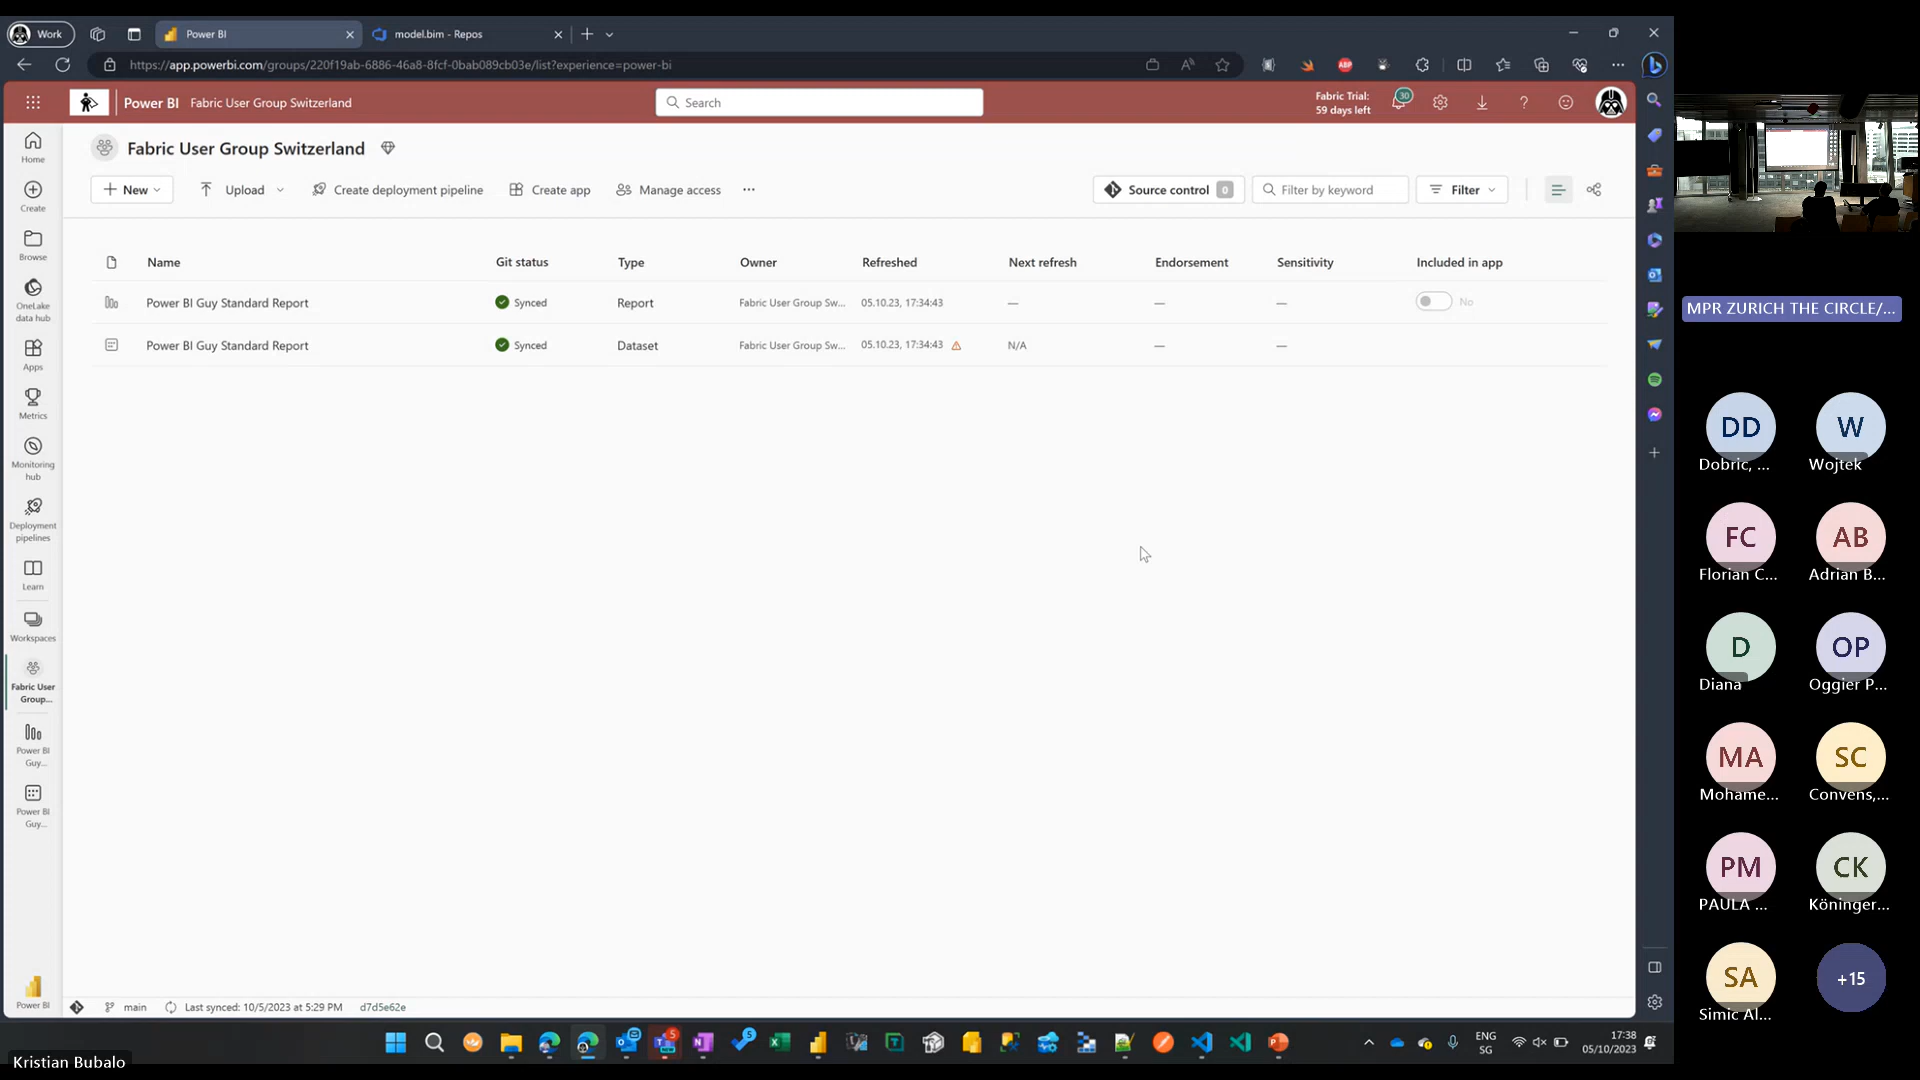 Work
Power BI
model.bim - Repos
https://app.powerbi.com/groups/220f19ab-6886-46a8-8fcf-0bab089cb03e/list?experience=power-bi
Power BI
Fabric User Group Switzerland
Search
Fabric Trial:
59 days left
30
Home
Create
Browse
OneLake
data hub
Apps
Metrics
Monitoring
hub
Deployment
pipelines
Learn
Workspaces
Fabric User
Group...
Power BI
Guy...
Power BI
Guy...
Power BI
Fabric User Group Switzerland
New
Upload
Create deployment pipeline
Create app
Manage access
Source control 0
Filter by keyword
Filter
Name Git status Type Owner Refreshed Next refresh Endorsement Sensitivity Included in app
Power BI Guy Standard Report Synced Report Fabric User Group Sw... 05.10.23, 17:34:43 — — — No
Power BI Guy Standard Report Synced Dataset Fabric User Group Sw... 05.10.23, 17:34:43 N/A — —
main
Last synced: 10/5/2023 at 5:29 PM
d7d5e62e
ENG
SG
17:38
05/10/2023
Kristian Bubalo
MPR ZURICH THE CIRCLE/...
DD
Dobric, ...
W
Wojtek
FC
Florian C...
AB
Adrian B...
D
Diana
OP
Oggier P...
MA
Mohame...
SC
Convens,...
PM
PAULA ...
CK
Köninger...
SA
Simic Al...
+15